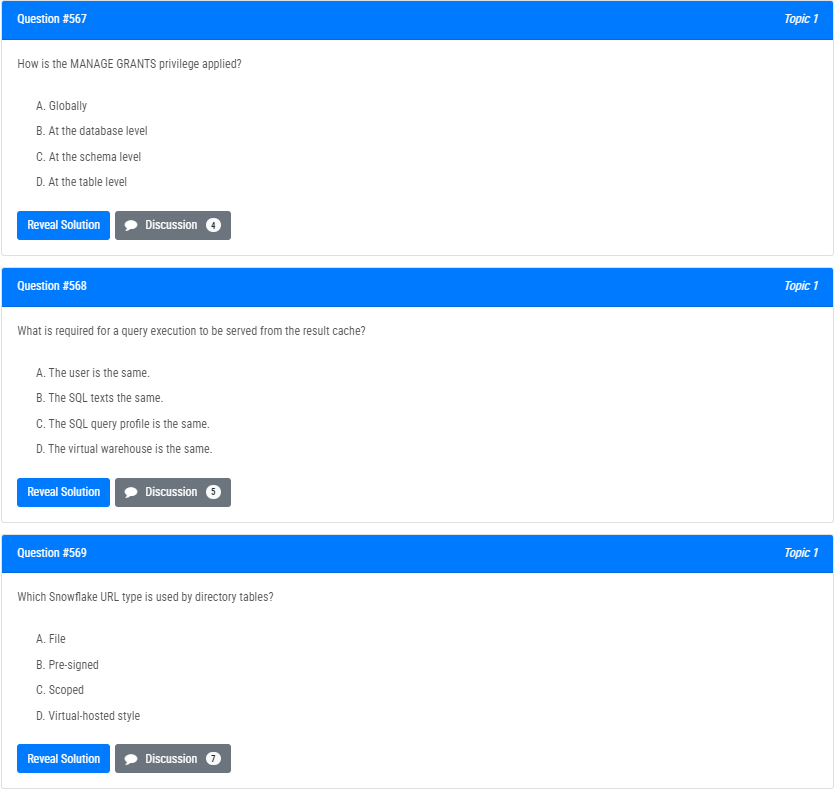 Question #567 Topic 1
How is the MANAGE GRANTS privilege applied?
A. Globally
B. At the database level
C. At the schema level
D. At the table level
Reveal Solution Discussion 4
Question #568 Topic 1
What is required for a query execution to be served from the result cache?
A. The user is the same.
B. The SQL texts the same.
C. The SQL query profile is the same.
D. The virtual warehouse is the same.
Reveal Solution Discussion 5
Question #569 Topic 1
Which Snowflake URL type is used by directory tables?
A. File
B. Pre-signed
C. Scoped
D. Virtual-hosted style
Reveal Solution Discussion 7